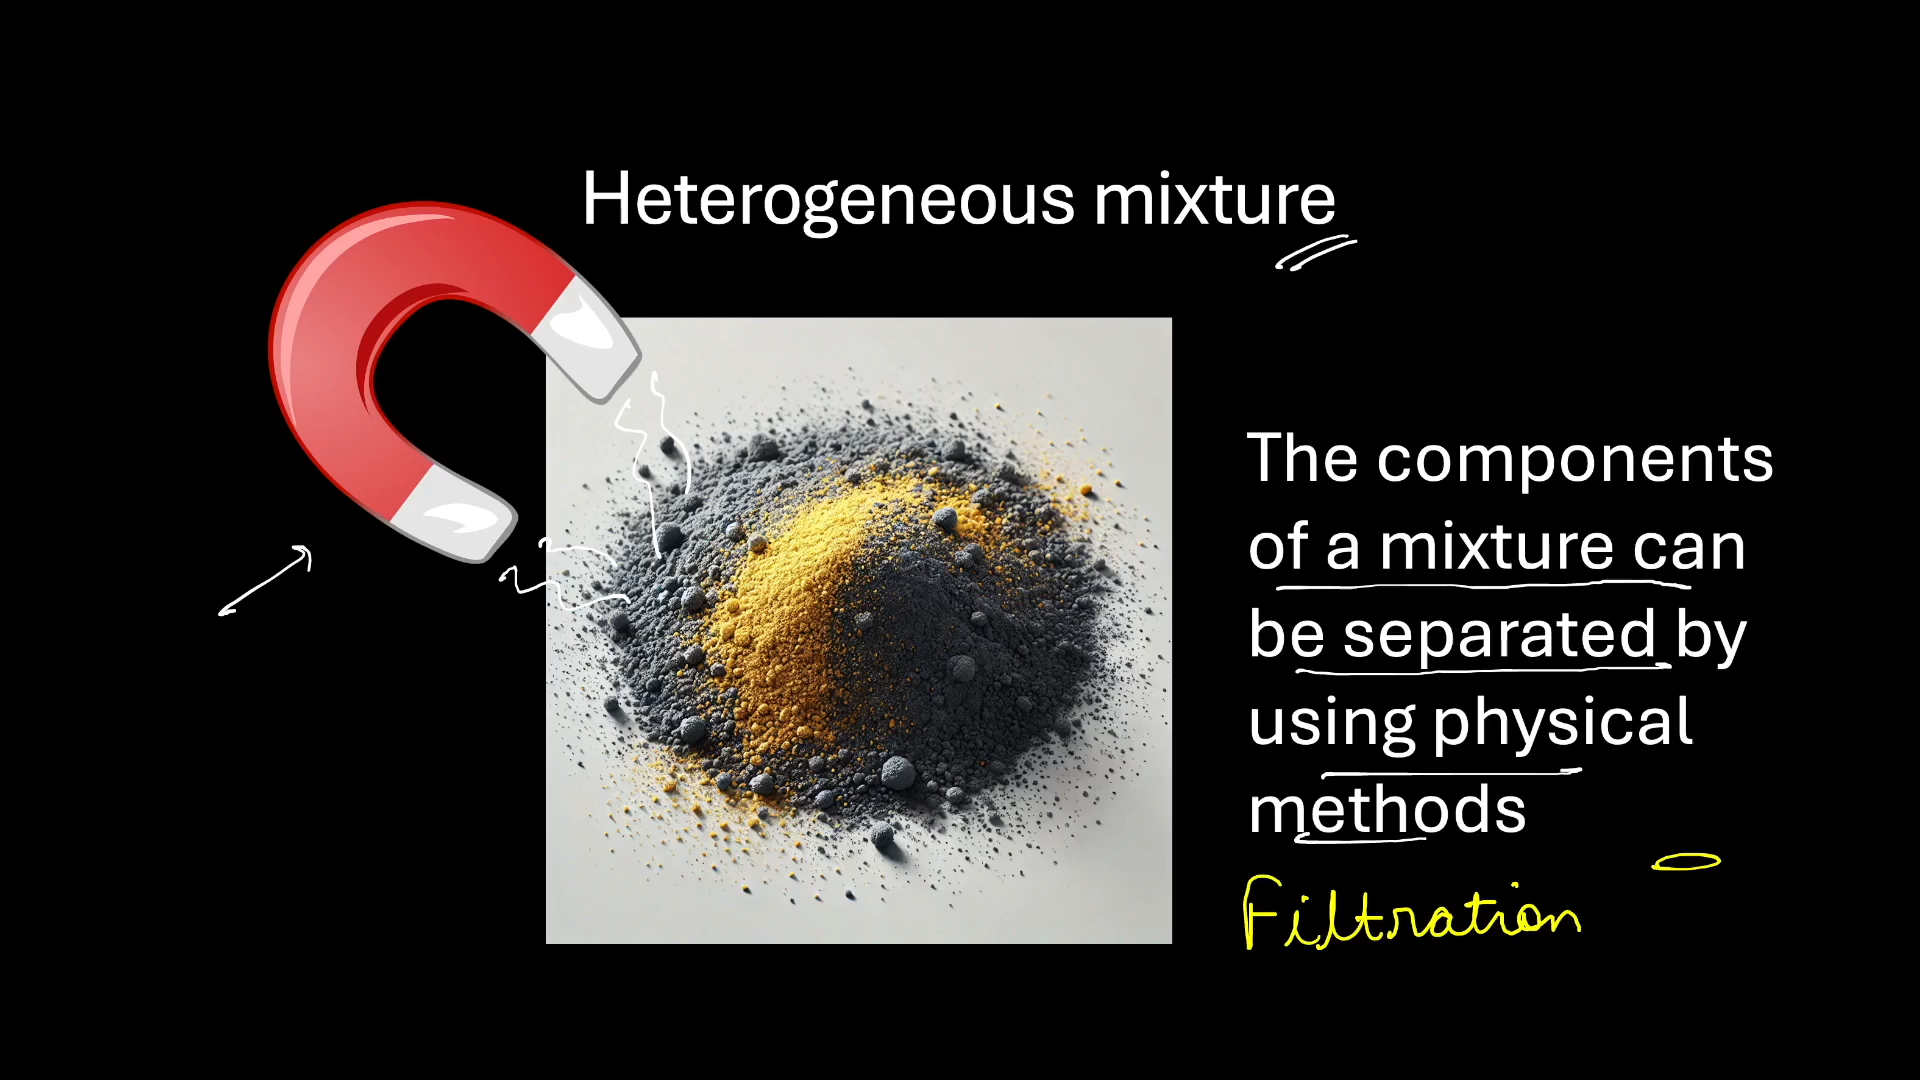 Heterogeneous mixture
The components
of a mixture can
be separated by
using physical
methods
Filtration